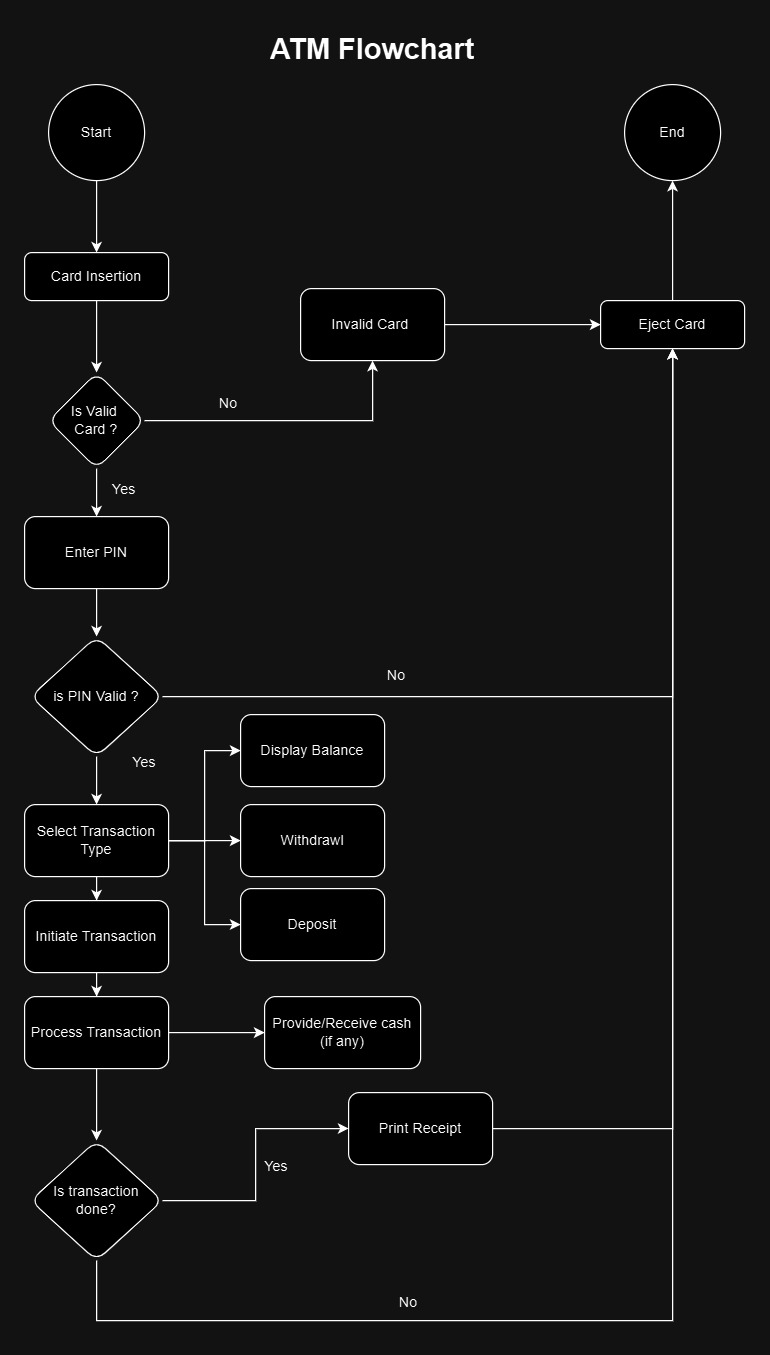 ATM Flowchart
Start
End
Card Insertion
Invalid Card
Eject Card
Is Valid
Card ?
No
Yes
Enter PIN
is PIN Valid ?
No
Yes
Display Balance
Select Transaction
Type
Withdrawl
Deposit
Initiate Transaction
Process Transaction
Provide/Receive cash
(if any)
Print Receipt
Yes
Is transaction
done?
No